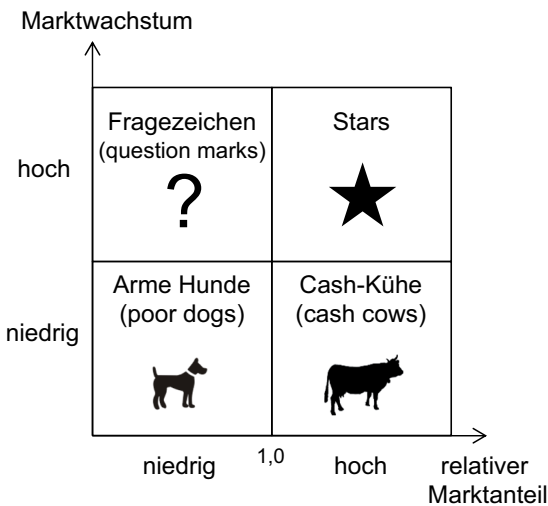 Marktwachstum
Fragezeichen
(question marks)
?
Stars
hoch
Arme Hunde
(poor dogs)
Cash-Kühe
(cash cows)
niedrig
niedrig
1,0
hoch
relativer
Marktanteil